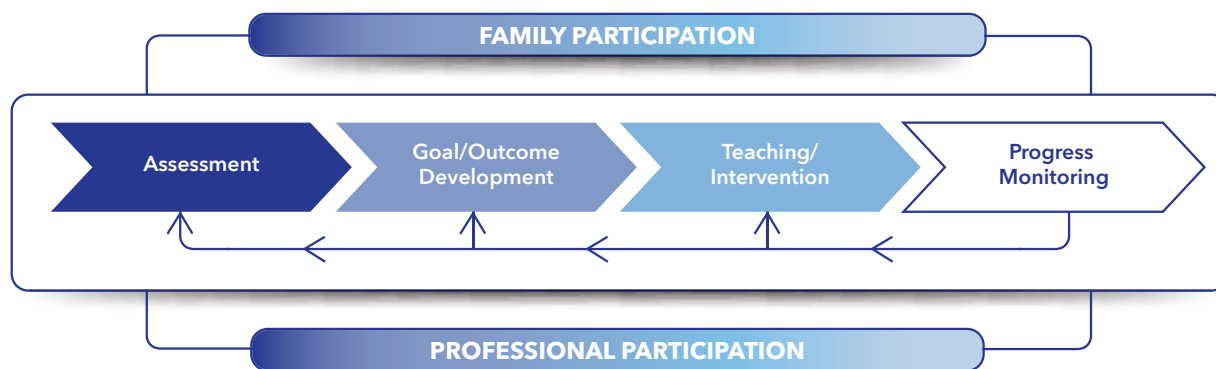 FAMILY PARTICIPATION
Assessment
Goal/Outcome
Development
Teaching/
Intervention
Progress
Monitoring
PROFESSIONAL PARTICIPATION